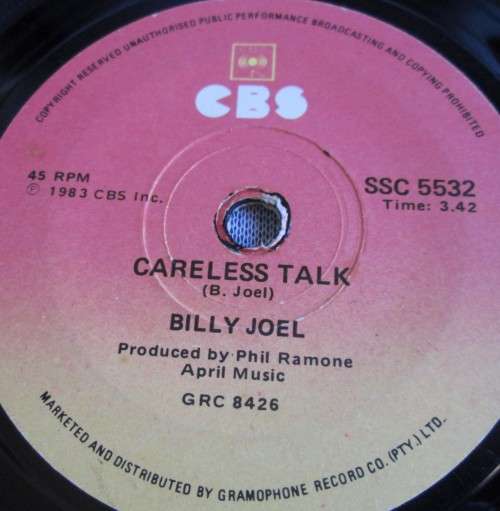 COPYRIGHT RESERVED UNAUTHORISED PUBLIC PERFORMANCE BROADCASTING AND COPYING PROHIBITED
CBS
45 RPM
℗ 1983 CBS Inc.
SSC 5532
Time: 3.42
CARELESS TALK
(B. Joel)
BILLY JOEL
Produced by Phil Ramone
April Music
GRC 8426
MARKETED AND DISTRIBUTED BY GRAMOPHONE RECORD CO. (PTY.) LTD.